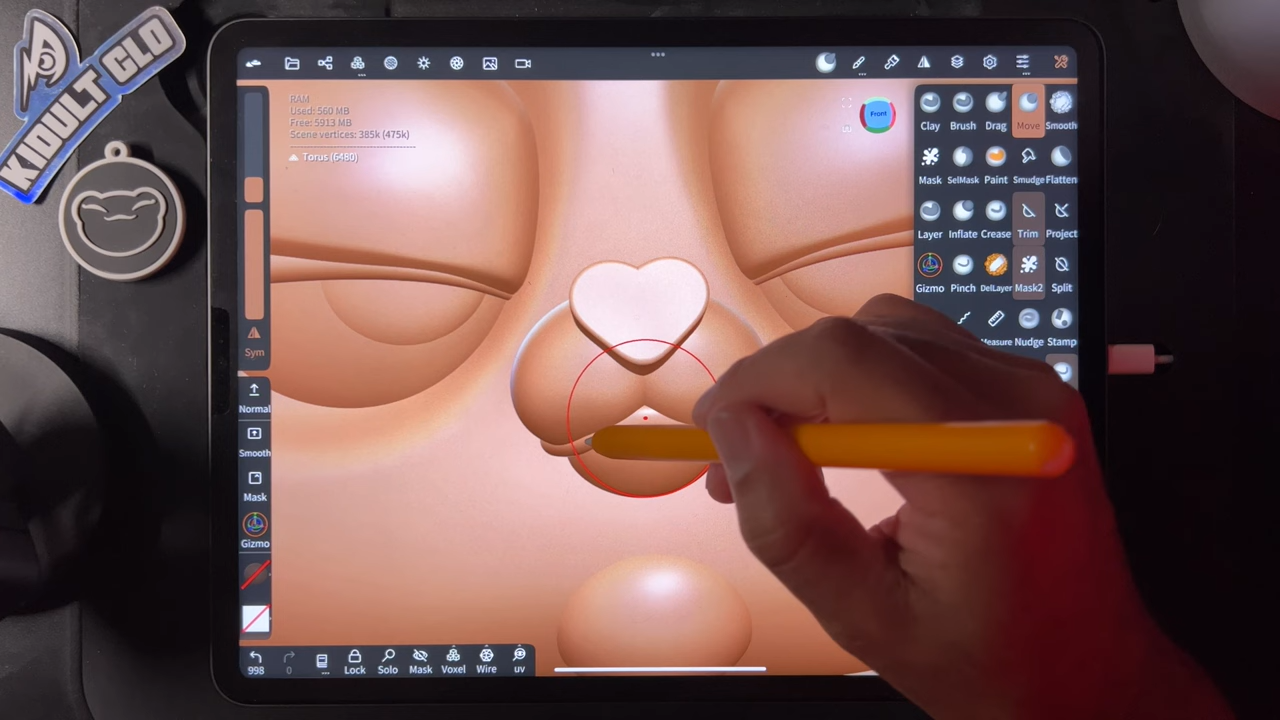 KIDULT CLO
RAM
Used: 560 MB
Free: 5913 MB
Scene vertices: 385k (475k)
Torus (6480)
Front
Clay Brush Drag Move Smooth
Mask SelMask Paint Smudge Flatten
Layer Inflate Crease Trim Project
Gizmo Pinch DelLayer Mask2 Split
Measure Nudge Stamp
Sym
Normal
Smooth
Mask
Gizmo
998 0 Lock Solo Mask Voxel Wire uv